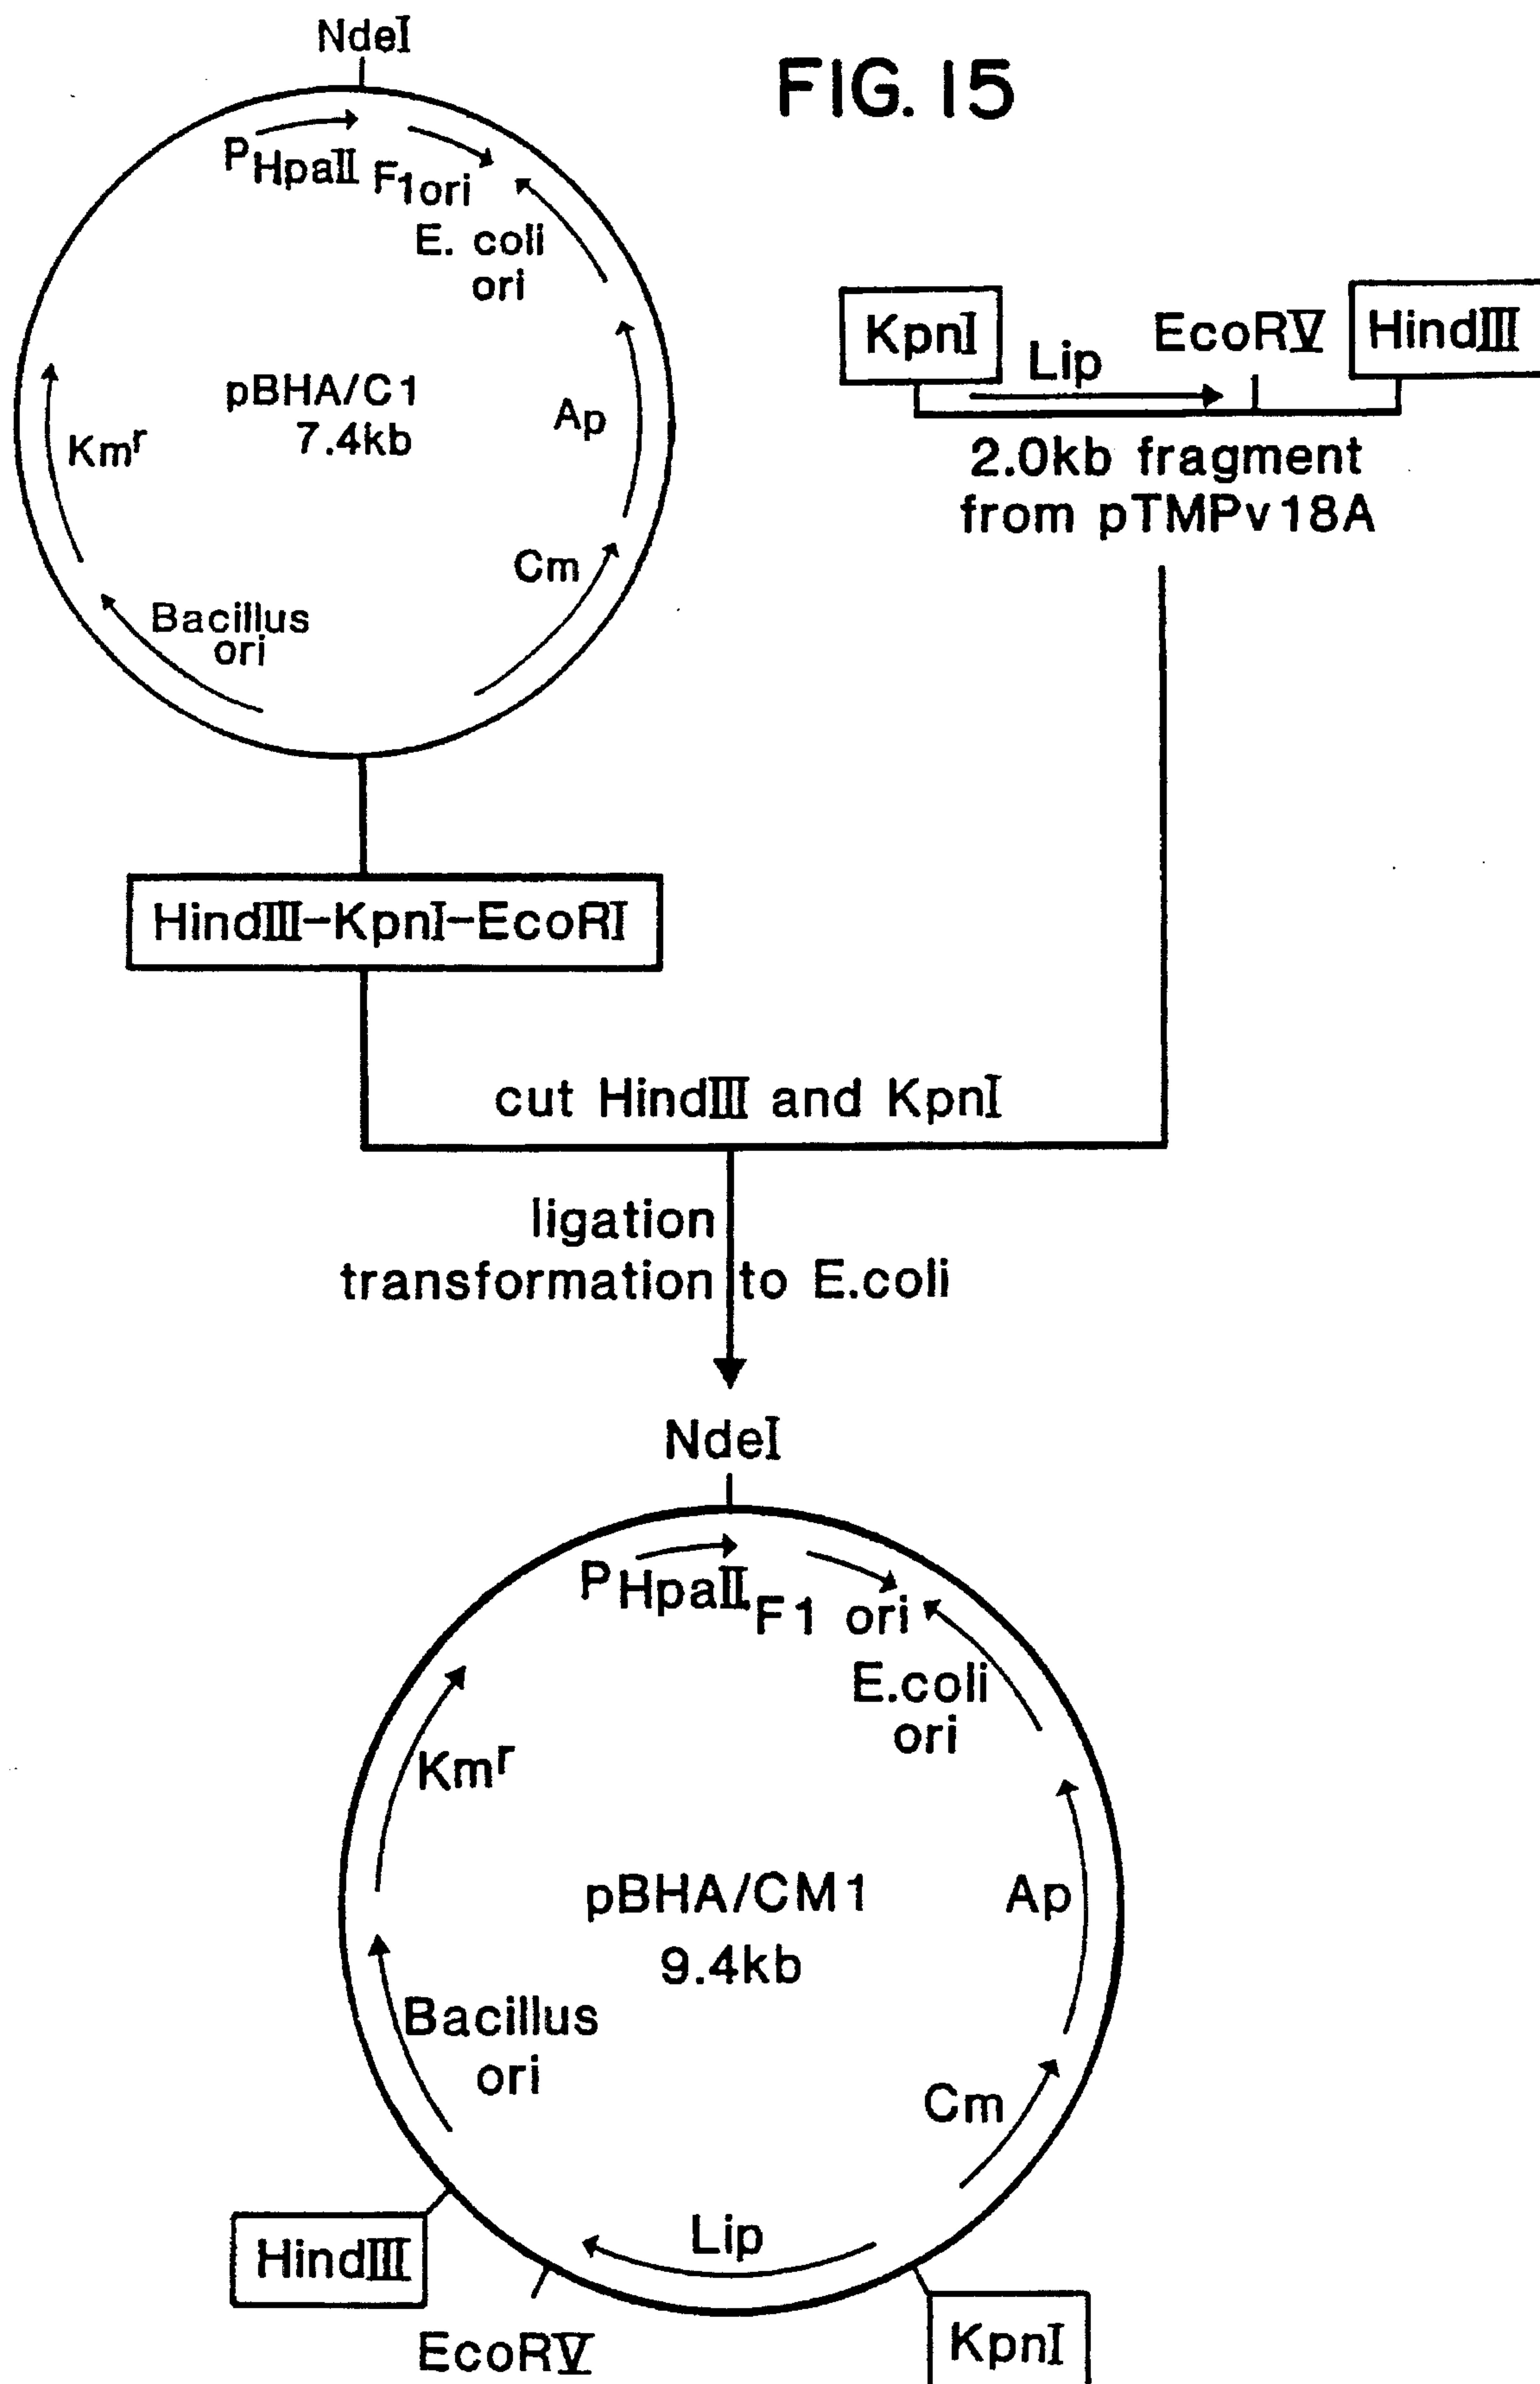 FIG. 15
NdeI
PHpaII
F1ori
E. coli
ori
pBHA/C1
7.4kb
Ap
Kmr
Cm
Bacillus
ori
KpnI
Lip
EcoRV
HindIII
2.0kb fragment
from pTMPv18A
HindIII-KpnI-EcoRI
cut HindIII and KpnI
ligation
transformation to E.coli
NdeI
PHpaII
F1 ori
E.coli
ori
Kmr
pBHA/CM1
9.4kb
Ap
Bacillus
ori
Cm
Lip
HindIII
EcoRV
KpnI